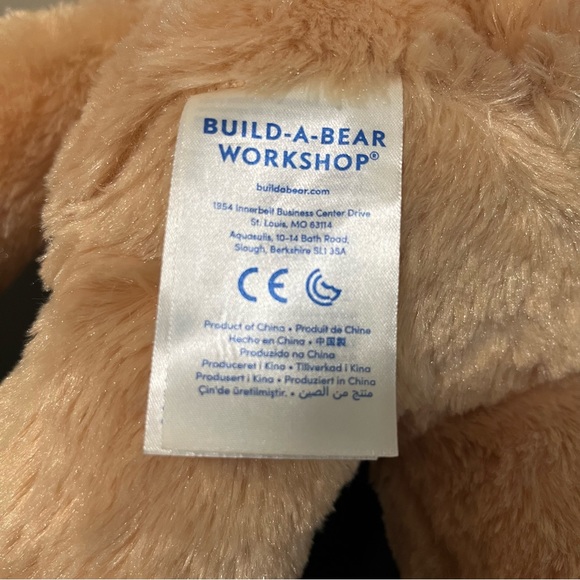 BUILD-A-BEAR
WORKSHOP®
buildabear.com
1954 Innerbelt Business Center Drive
St. Louis, MO 63114
Aquasulis, 10-14 Bath Road,
Slough, Berkshire SL1 3SA
CE
Product of China • Produit de Chine
Hecho en China • 中国製
Produzido na China
Produceret i Kina • Tillverkad i Kina
Produsert i Kina • Produziert in China
Çin'de üretilmiştir. • منتج من الصين